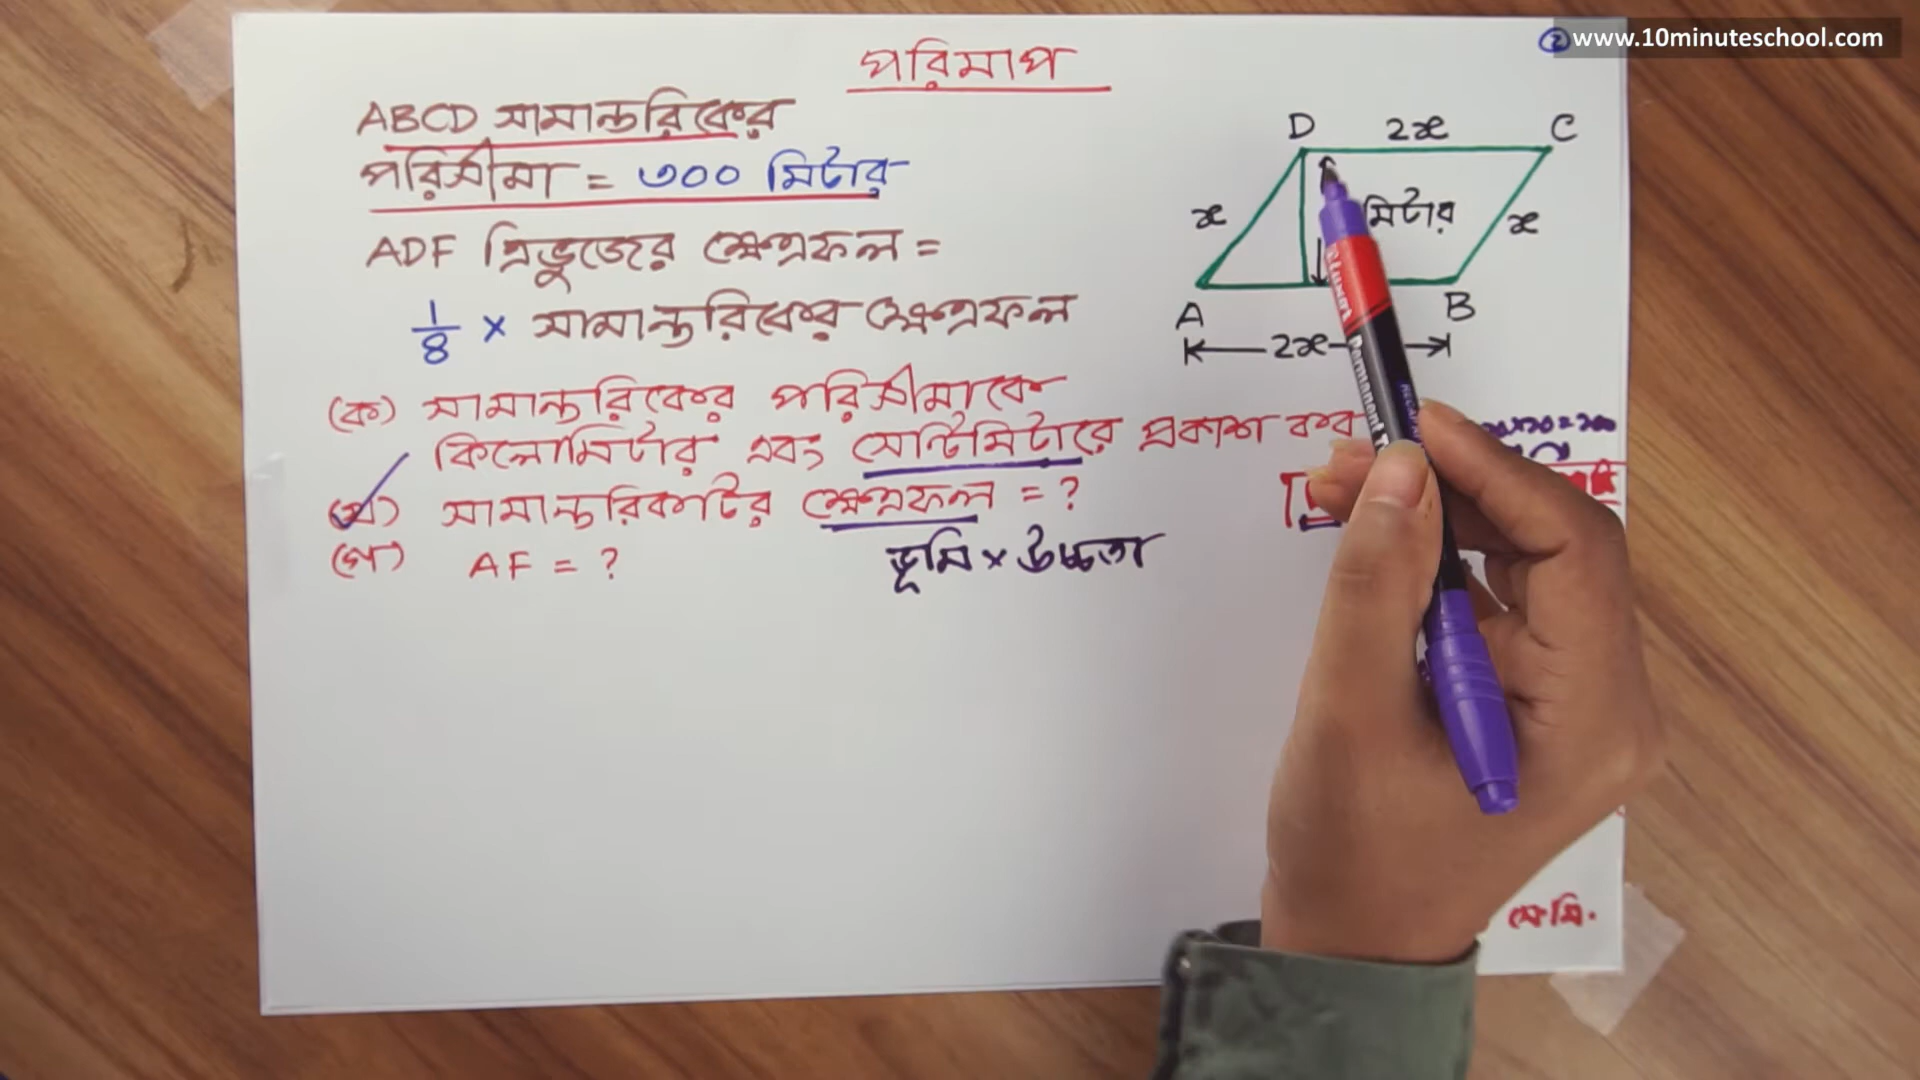 www.10minuteschool.com
পরিমাপ
ABCD সামান্তরিকের
পরিসীমা = ৩০০ মিটার
ADF ত্রিভুজের ক্ষেত্রফল =
1/8 × সামান্তরিকের ক্ষেত্রফল
(ক) সামান্তরিকের পরিসীমাকে
কিলোমিটার এবং সেন্টিমিটারে প্রকাশ কর
(খ) সামান্তরিকটির ক্ষেত্রফল = ?
ভূমি × উচ্চতা
(গ) AF = ?
D 2x C
x মিটার x
A B
2x
সে.মি.